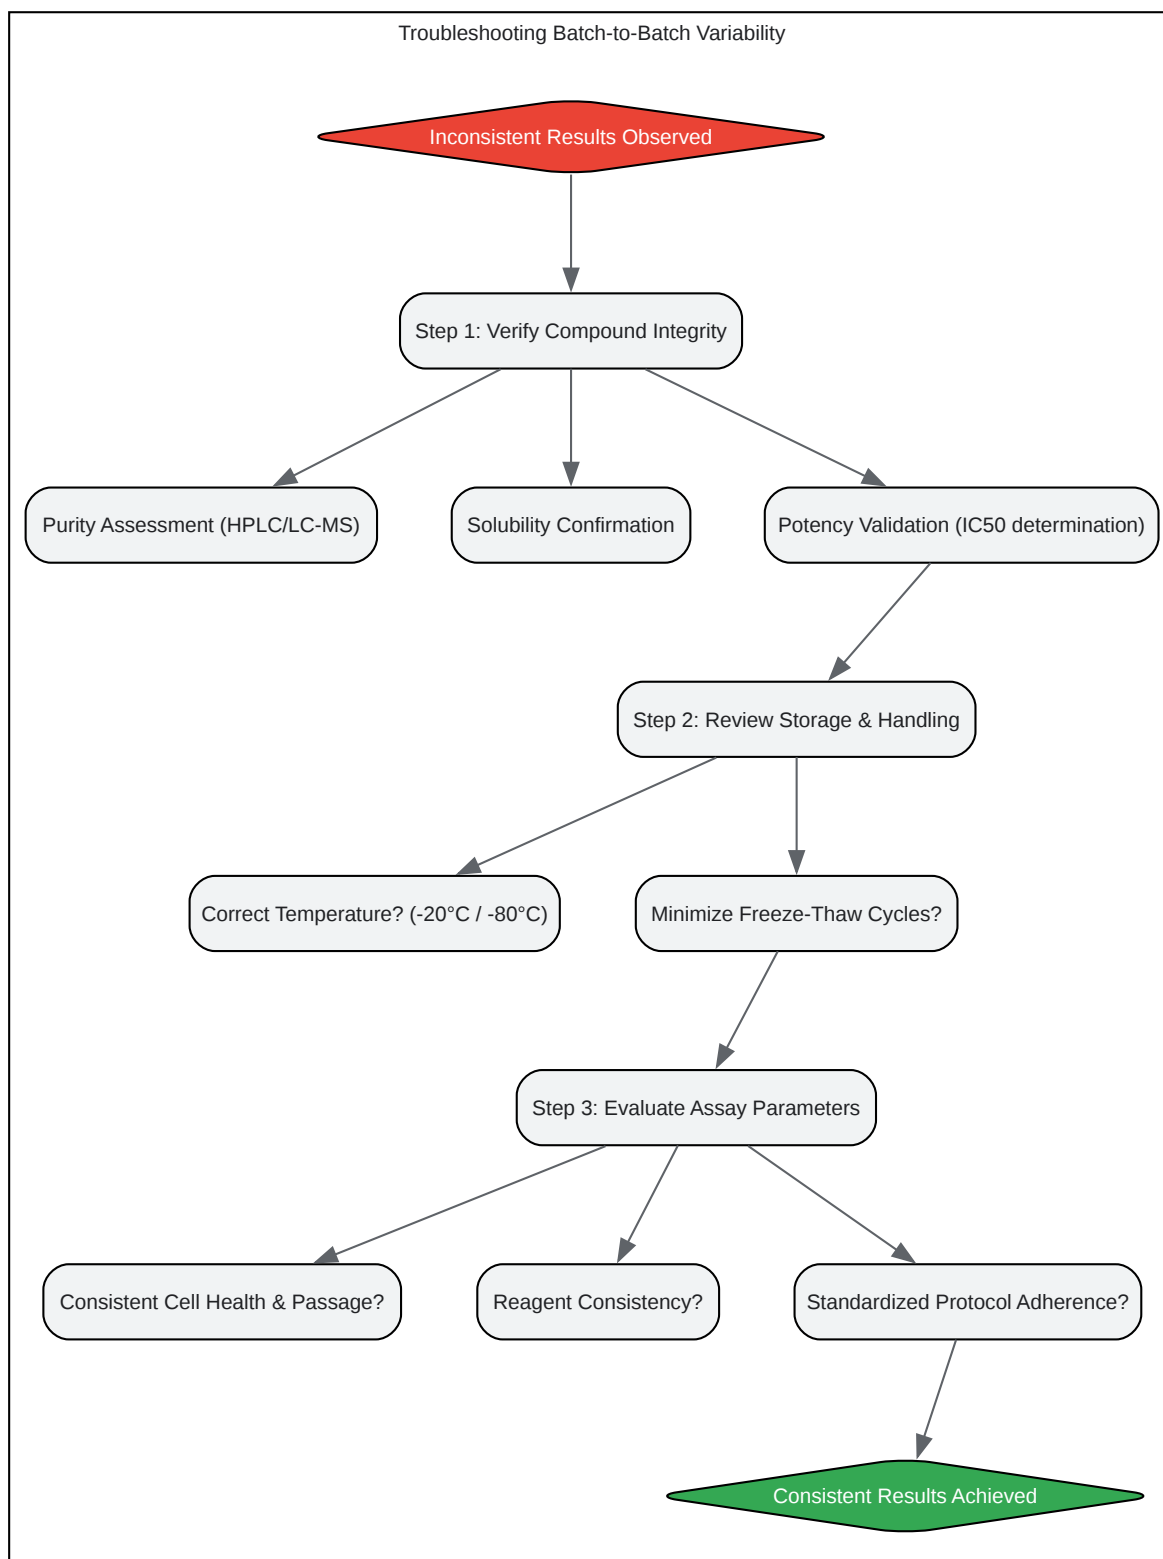 Troubleshooting Batch-to-Batch Variability
Inconsistent Results Observed
Step 1: Verify Compound Integrity
Purity Assessment (HPLC/LC-MS)
Solubility Confirmation
Potency Validation (IC50 determination)
Step 2: Review Storage & Handling
Correct Temperature? (-20°C / -80°C)
Minimize Freeze-Thaw Cycles?
Step 3: Evaluate Assay Parameters
Consistent Cell Health & Passage?
Reagent Consistency?
Standardized Protocol Adherence?
Consistent Results Achieved